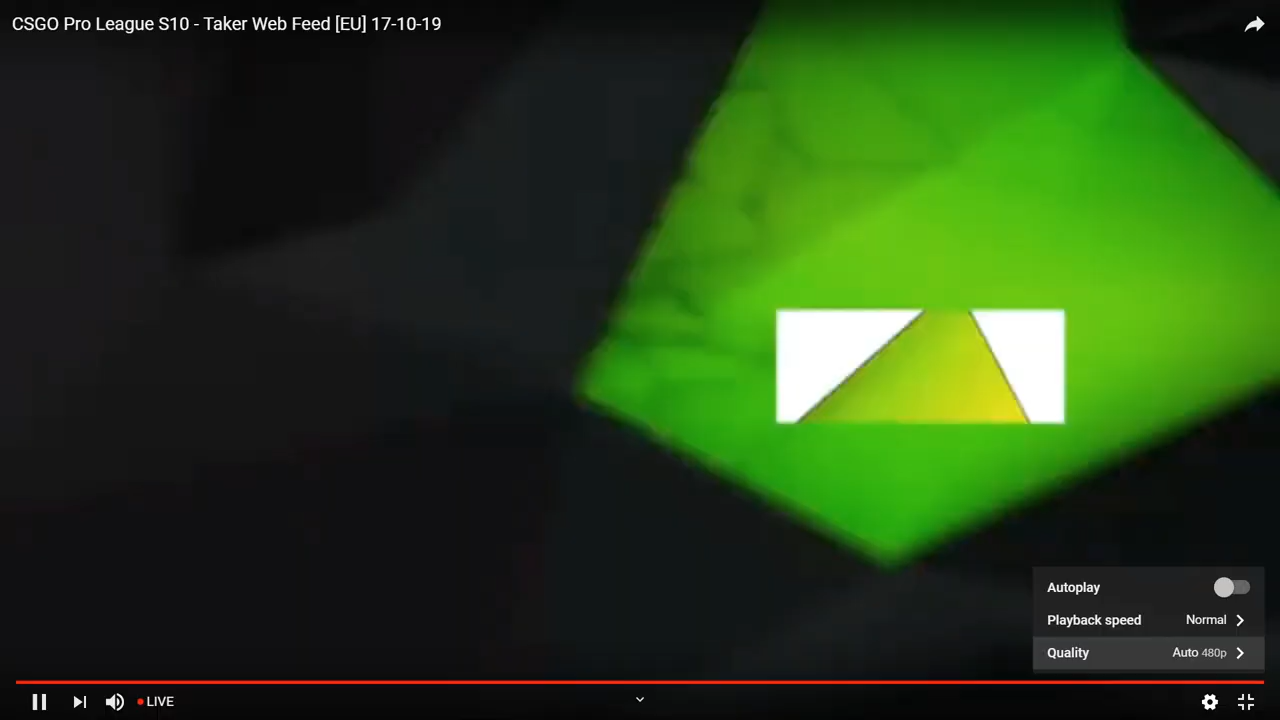 CSGO Pro League S10 - Taker Web Feed [EU] 17-10-19
Autoplay
Playback speed Normal
Quality Auto 480p
LIVE